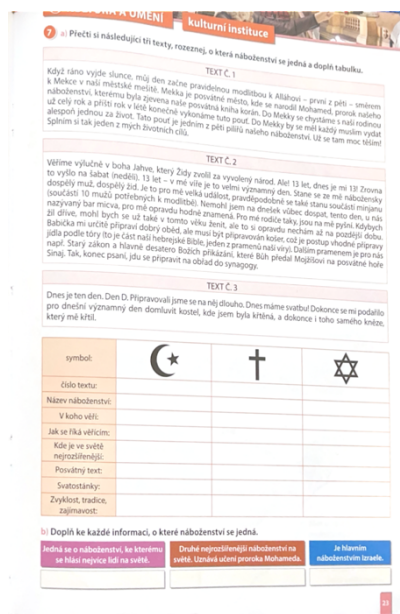 A UMĚNÍ
kulturní instituce
7 a) Přečti si následující tři texty, rozeznej, o která náboženství se jedná a doplň tabulku.
TEXT Č. 1
Když ráno vyjde slunce, můj den začne pravidelnou modlitbou k Alláhovi – první z pěti – směrem
k Mekce v naší městské mešitě. Mekka je posvátné město, kde se narodil Mohamed, prorok našeho
náboženství, kterému byla zjevena naše posvátná kniha korán. Do Mekky se chystáme s naší rodinou
už celý rok a příští rok v létě konečně vykonáme tuto pouť. Do Mekky by se měl každý muslim vydat
alespoň jednou za život. Tato pouť je jedním z pěti pilířů našeho náboženství. Už se tam moc těším!
Splním si tak jeden z mých životních cílů.
TEXT Č. 2
Věříme výlučně v boha Jahve, který Židy zvolil za vyvolený národ. Ale! 13 let, dnes je mi 13! Zrovna
to vyšlo na šabat (neděli). 13 let – v mé víře je to velmi významný den. Stane se ze mě nábožensky
dospělý muž, dospělý žid. Je to pro mě velká událost, pravděpodobně se také stanu součástí minjanu
(součástí 10 mužů potřebných k modlitbě). Nemohl jsem na dnešek vůbec dospat, tento den, u nás
nazývaný bar micva, pro mě opravdu hodně znamená. Pro mé rodiče taky, jsou na mě pyšní. Kdybych
žil dříve, mohl bych se už také v tomto věku ženit, ale to si opravdu nechám až na pozdější dobu.
Babička mi určitě připraví dobrý oběd, ale musí být připravován košer, což je postup vhodné přípravy
jídla podle tóry (to je část naší hebrejské Bible, jeden z pramenů naší víry). Dalším pramenem je pro nás
např. Starý zákon a hlavně desatero Božích přikázání, které Bůh předal Mojžíšovi na posvátné hoře
Sinaj. Tak, konec psaní, jdu se připravit na obřad do synagogy.
TEXT Č. 3
Dnes je ten den. Den D. Připravovali jsme se na něj dlouho. Dnes máme svatbu! Dokonce se mi podařilo
pro dnešní významný den domluvit kostel, kde jsem byla křtěná, a dokonce i toho samého kněze,
který mě křtil.
symbol:
číslo textu:
Název náboženství:
V koho věří:
Jak se říká věřícím:
Kde je ve světě
nejrozšířenější:
Posvátný text:
Svatostánky:
Zvyklost, tradice,
zajímavost:
b) Doplň ke každé informaci, o které náboženství se jedná.
Jedná se o náboženství, ke kterému
se hlásí nejvíce lidí na světě.
Druhé nejrozšířenější náboženství na
světě. Uznává učení proroka Mohameda.
Je hlavním
náboženstvím Izraele.
23